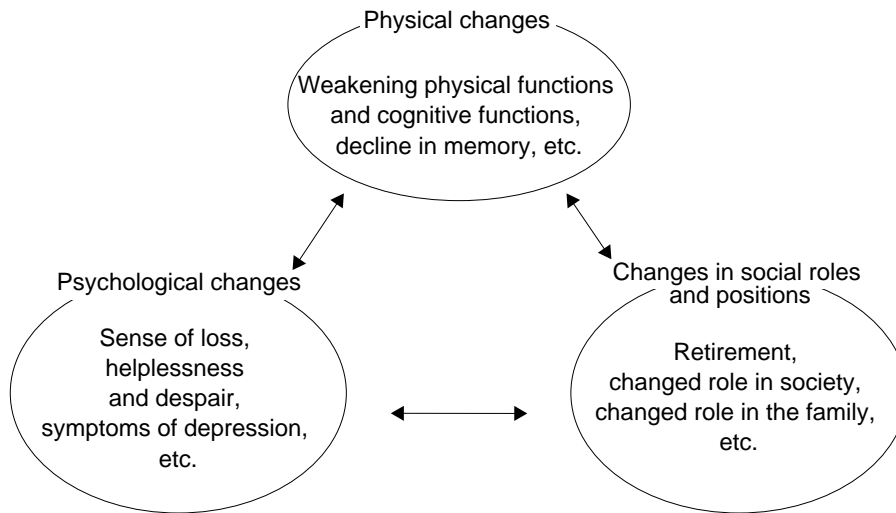 Physical changes
Weakening physical functions
and cognitive functions,
decline in memory, etc.
Psychological changes
Sense of loss,
helplessness
and despair,
symptoms of depression,
etc.
Changes in social roles
and positions
Retirement,
changed role in society,
changed role in the family,
etc.